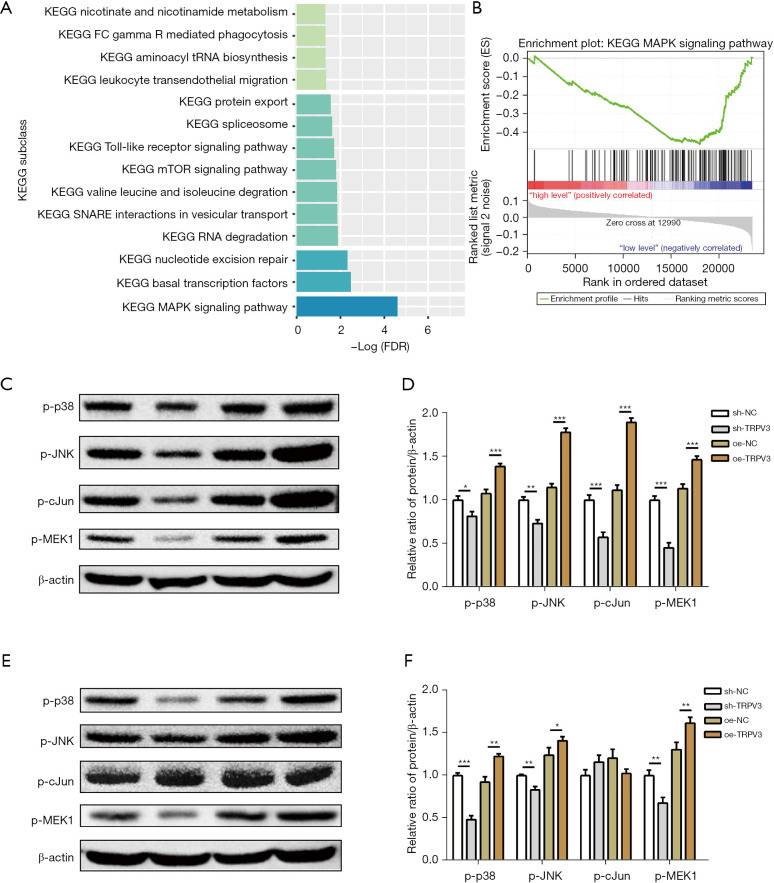 A
KEGG nicotinate and nicotinamide metabolism
KEGG FC gamma R mediated phagocytosis
KEGG aminoacyl tRNA biosynthesis
KEGG leukocyte transendothelial migration
KEGG protein export
KEGG spliceosome
KEGG Toll-like receptor signaling pathway
KEGG mTOR signaling pathway
KEGG valine leucine and isoleucine degration
KEGG SNARE interactions in vesicular transport
KEGG RNA degradation
KEGG nucleotide excision repair
KEGG basal transcription factors
KEGG MAPK signaling pathway
KEGG subclass
0 2 4 6
−Log (FDR)
B
Enrichment plot: KEGG MAPK signaling pathway
Enrichment score (ES)
0.0
−0.1
−0.2
−0.3
−0.4
"high level" (positively correlated)
Zero cross at 12990
"low level" (negatively correlated)
Ranked list metric
(signal 2 noise)
0.1
0.0
−0.1
−0.2
0 5000 10000 15000 20000
Rank in ordered dataset
Enrichment profile Hits Ranking metric scores
C
p-p38
p-JNK
p-cJun
p-MEK1
β-actin
D
Relative ratio of protein/β-actin
2.0
1.5
1.0
0.5
0.0
* *** ** *** *** *** *** ***
p-p38 p-JNK p-cJun p-MEK1
sh-NC
sh-TRPV3
oe-NC
oe-TRPV3
E
p-p38
p-JNK
p-cJun
p-MEK1
β-actin
F
Relative ratio of protein/β-actin
2.0
1.5
1.0
0.5
0.0
*** ** ** * ** **
p-p38 p-JNK p-cJun p-MEK1
sh-NC
sh-TRPV3
oe-NC
oe-TRPV3